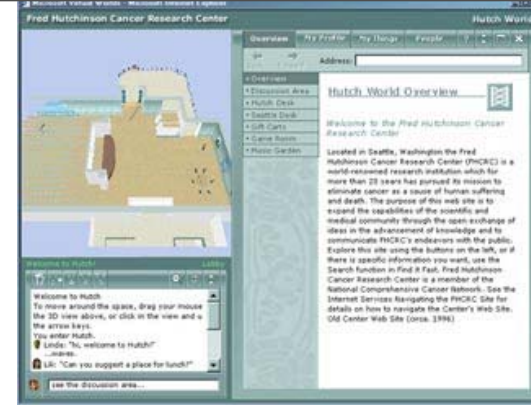 Microsoft Virtual Worlds - Microsoft Internet Explorer
Fred Hutchinson Cancer Research Center
Hutch World
Overview My Profile My Things People
Address:
Overview
Discussion Area
Hutch Desk
Seattle Desk
Gift Carts
Game Room
Music Garden
Hutch World Overview
Welcome to the Fred Hutchinson Cancer
Research Center
Located in Seattle, Washington the Fred
Hutchinson Cancer Research Center (FHCRC) is a
world-renowned research institution which for
more than 20 years has pursued its mission to
eliminate cancer as a cause of human suffering
and death. The purpose of this web site is to
expand the capabilities of the scientific and
medical community through the open exchange of
ideas in the advancement of knowledge and to
communicate FHCRC's endeavors with the public.
Explore this site using the buttons on the left, or if
there is specific information you want, use the
Search function in Find it Fast. Fred Hutchinson
Cancer Research Center is a member of the
National Comprehensive Cancer Network. See the
Internet Services Navigating the FHCRC Site for
details on how to navigate the Center's Web Site.
Old Center Web Site (circa. 1996)
Welcome to Hutch!
Lobby
Welcome to Hutch
To move around the space, drag your mouse
the 3D view above, or click in the view and u
the arrow keys.
You enter Hutch.
Linda: "hi, welcome to Hutch!"
...waves.
Lili: "Can you suggest a place for lunch?"
see the discussion area...